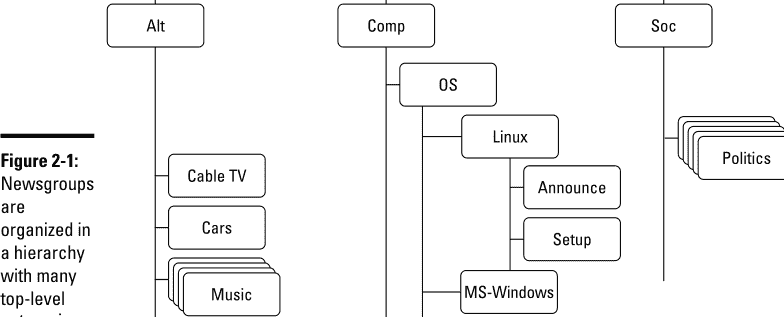 Alt
Comp
Soc
OS
Linux
Politics
Cable TV
Announce
Cars
Setup
Music
MS-Windows
Figure 2-1:
Newsgroups
are
organized in
a hierarchy
with many
top-level